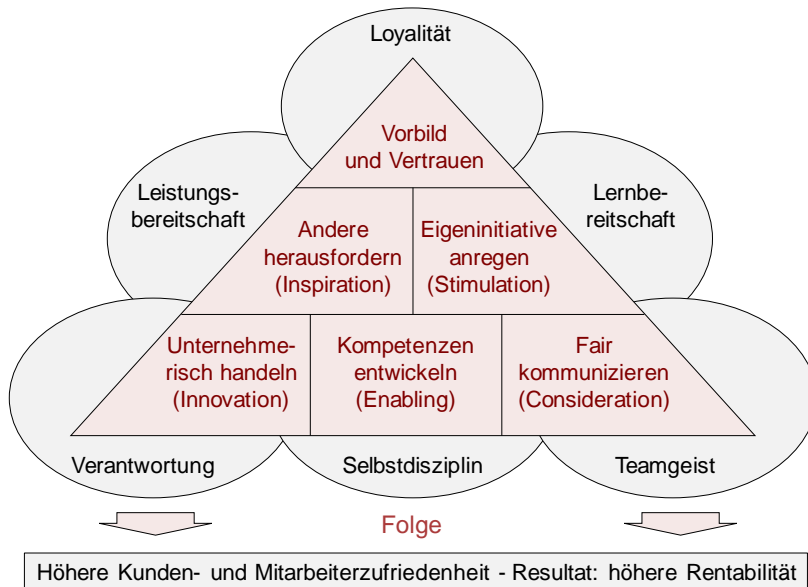 Loyalität
Vorbild
und Vertrauen
Leistungs-
bereitschaft
Lernbe-
reitschaft
Andere
herausfordern
(Inspiration)
Eigeninitiative
anregen
(Stimulation)
Unternehme-
risch handeln
(Innovation)
Kompetenzen
entwickeln
(Enabling)
Fair
kommunizieren
(Consideration)
Verantwortung
Selbstdisziplin
Teamgeist
Folge
Höhere Kunden- und Mitarbeiterzufriedenheit - Resultat: höhere Rentabilität